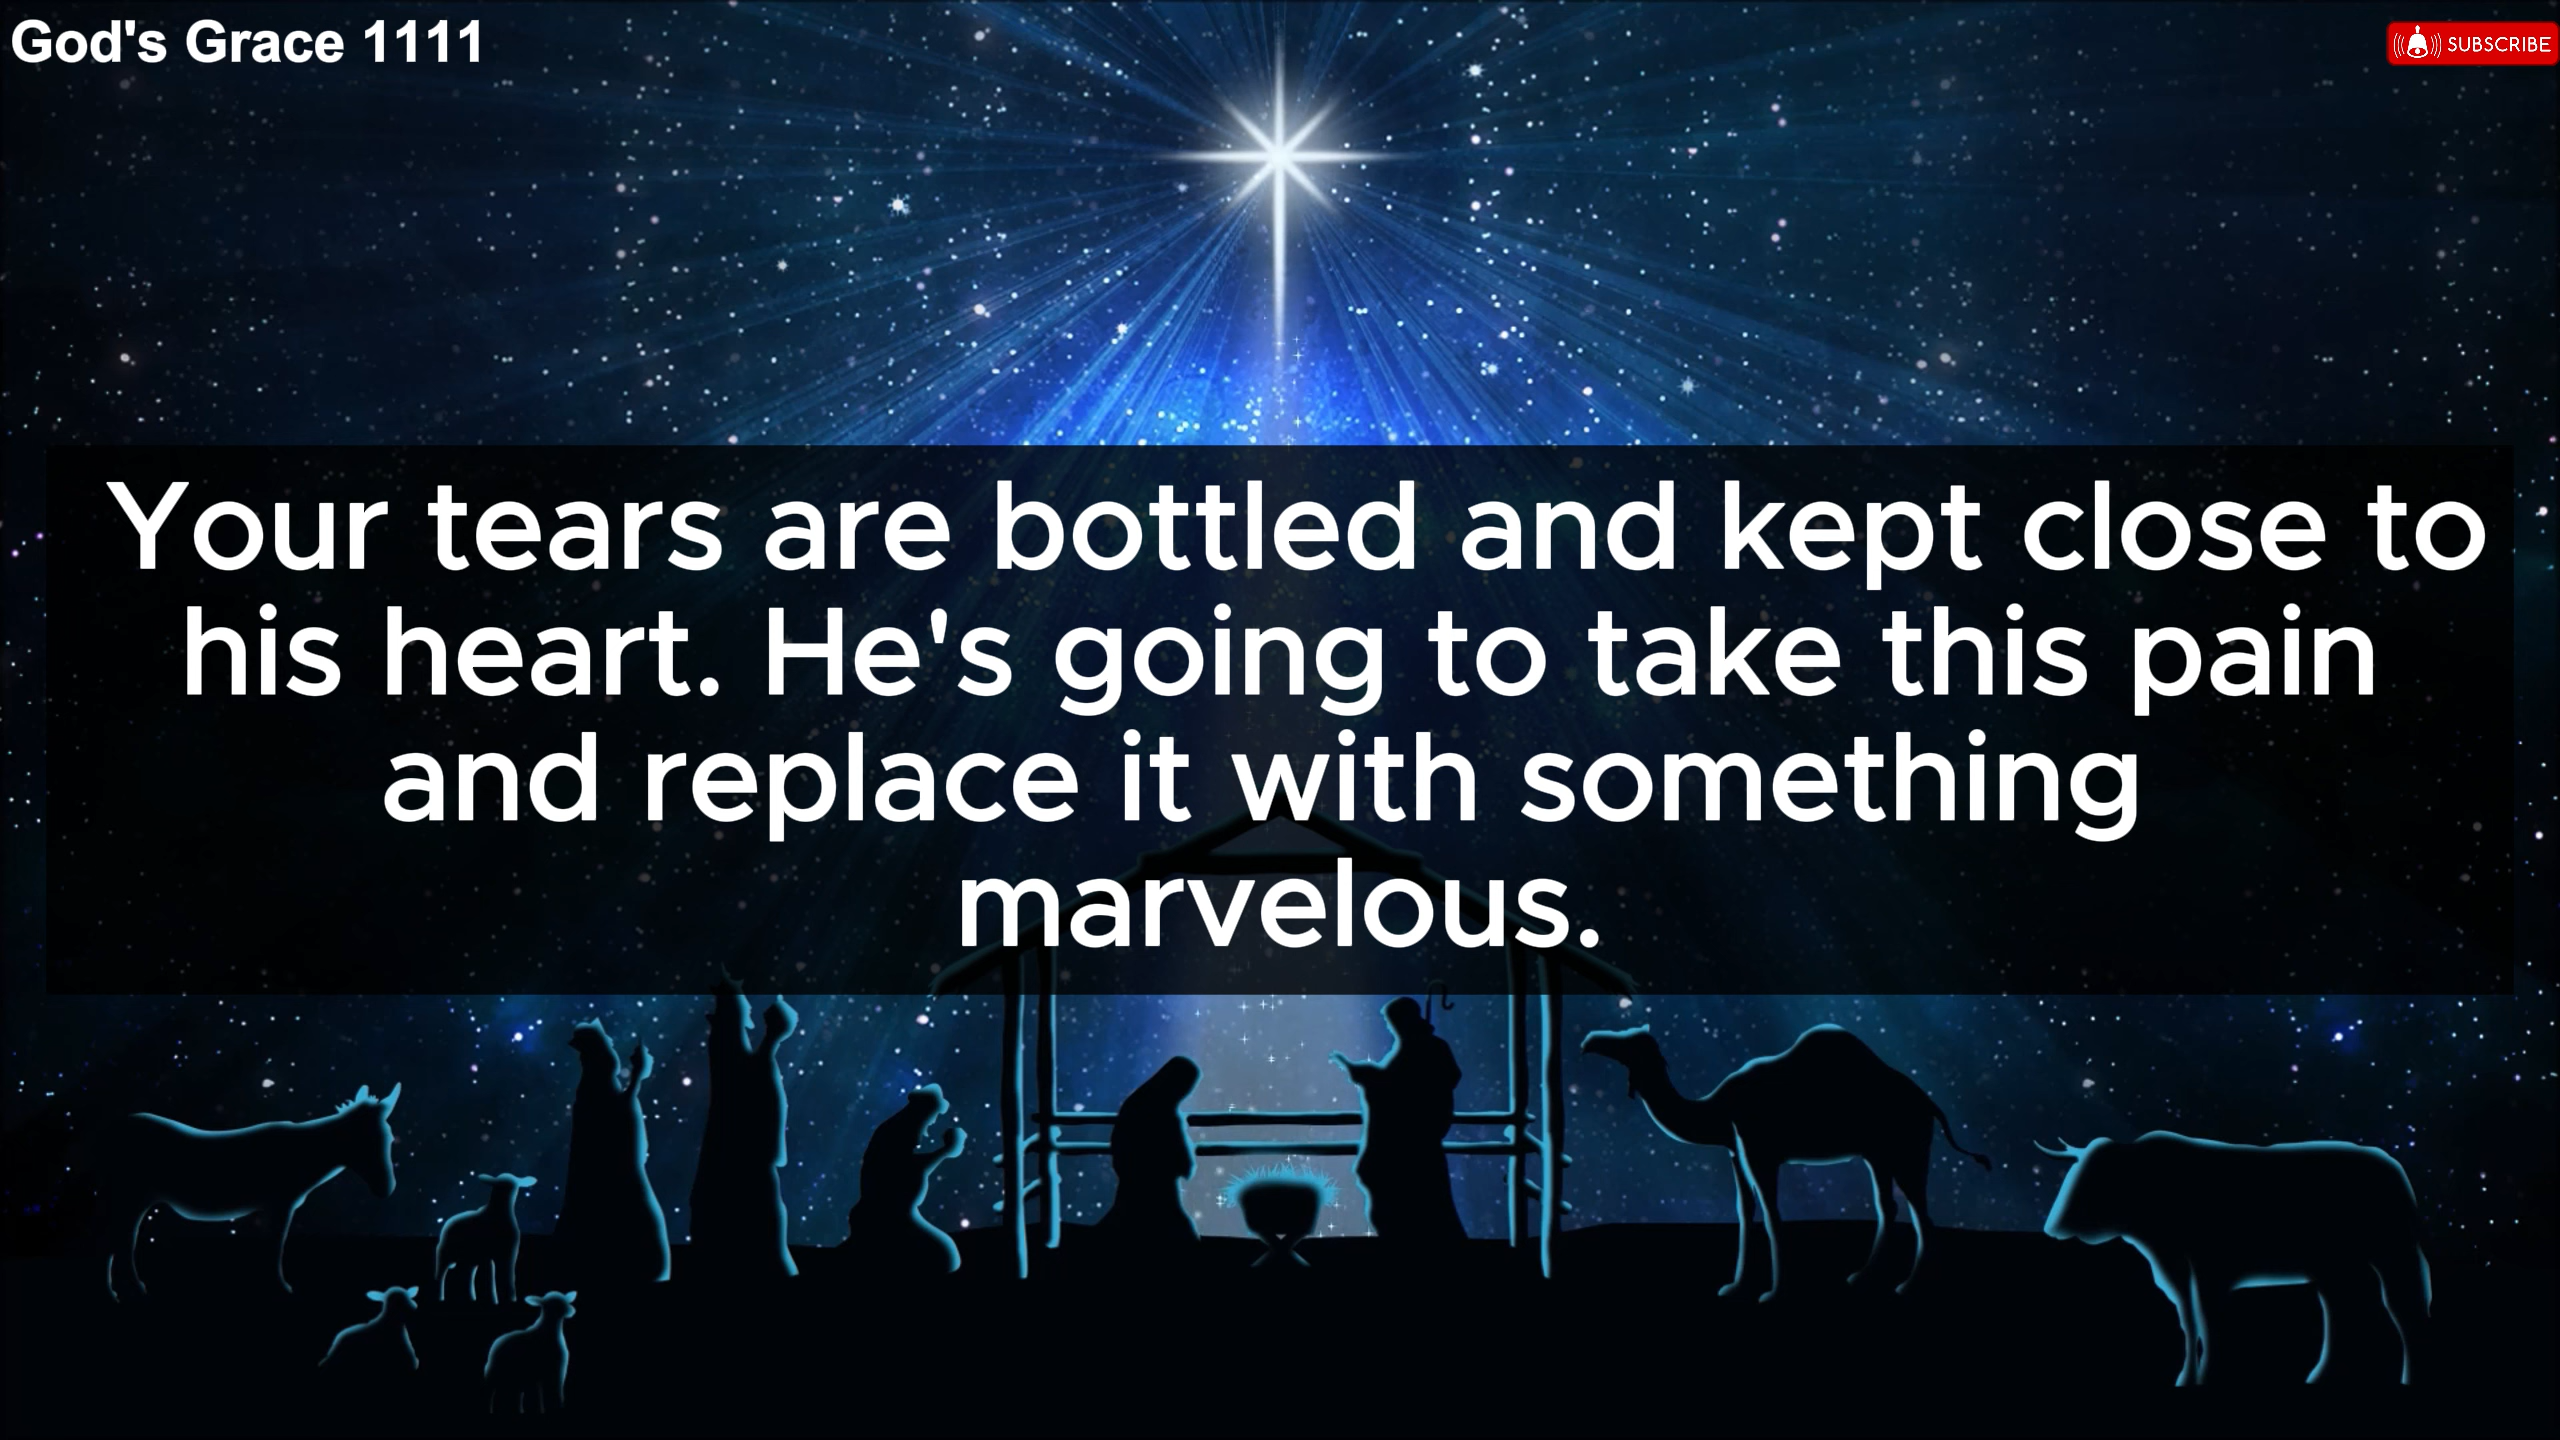 God's Grace 1111
SUBSCRIBE
Your tears are bottled and kept close to
his heart. He's going to take this pain
and replace it with something
marvelous.